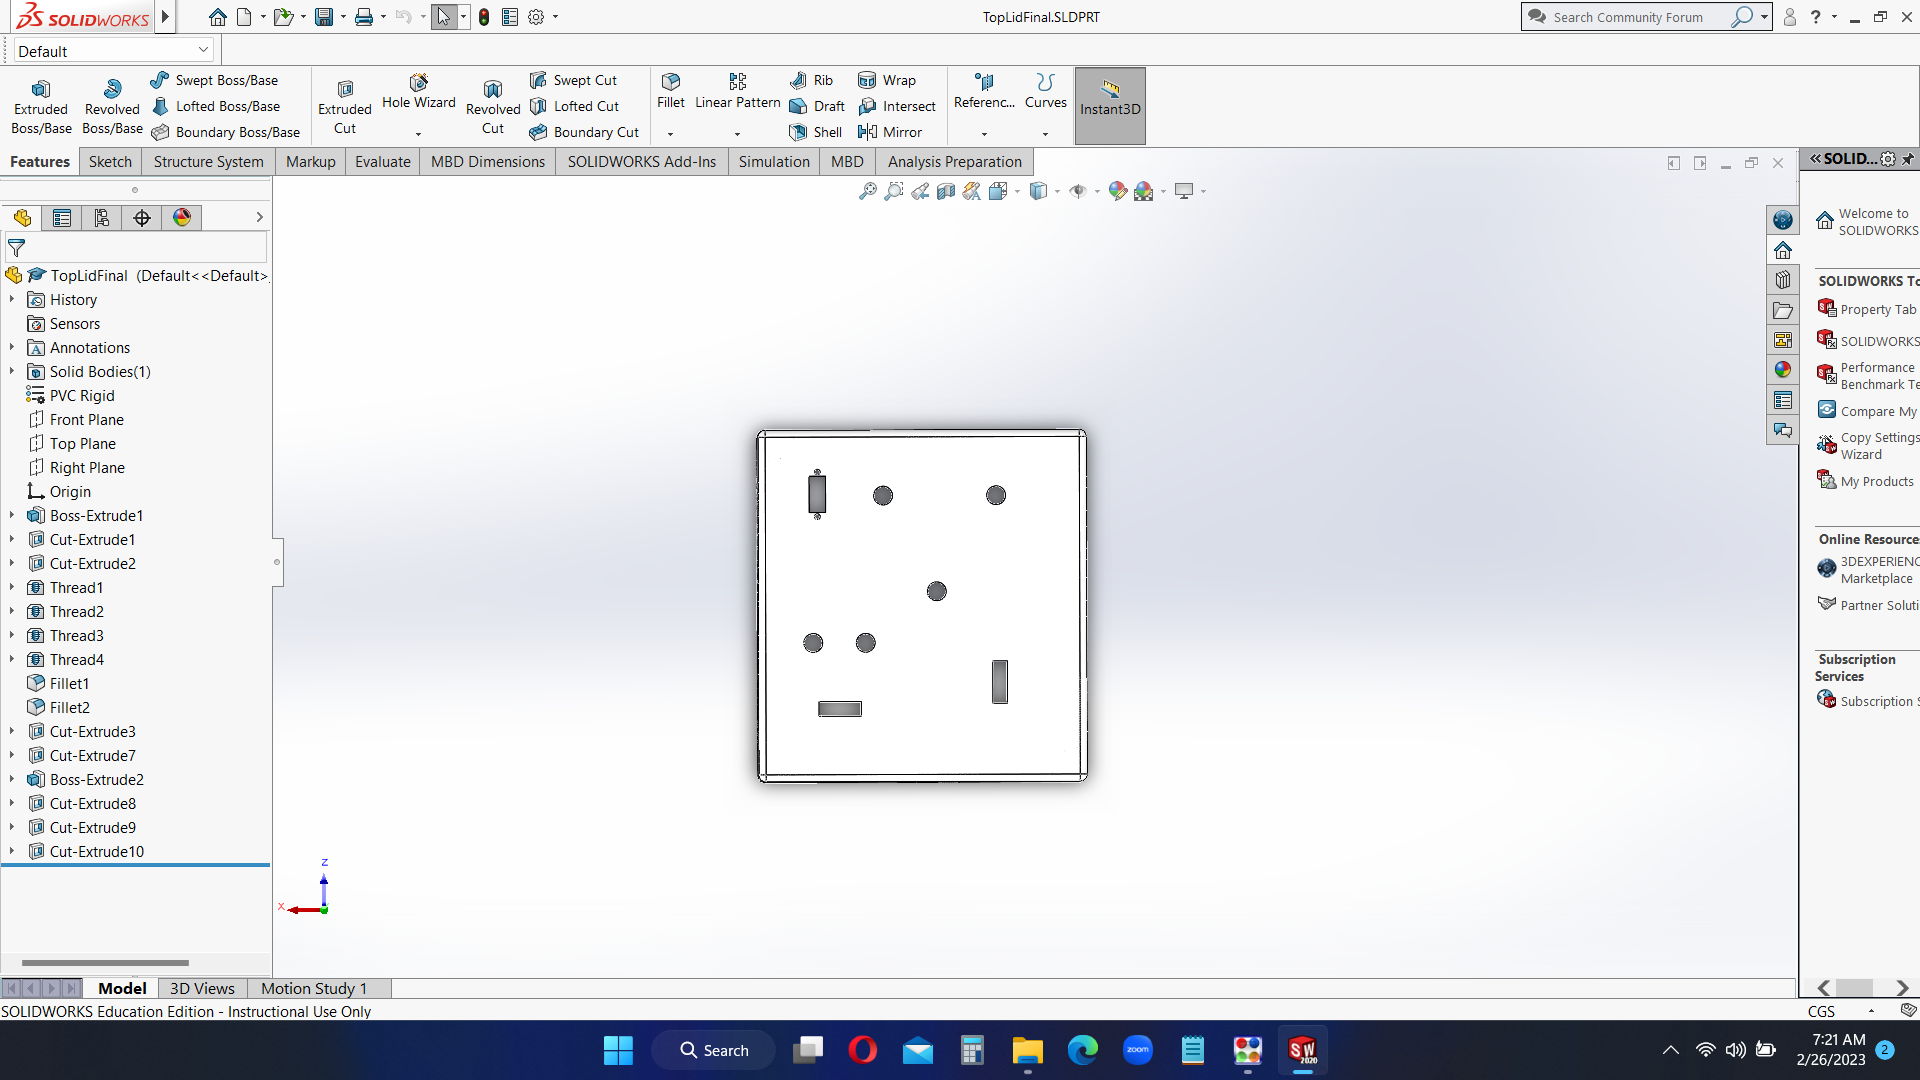 SOLIDWORKS
TopLidFinal.SLDPRT
Search Community Forum
?
Default
Extruded Boss/Base
Revolved Boss/Base
Swept Boss/Base
Lofted Boss/Base
Boundary Boss/Base
Extruded Cut
Hole Wizard
Revolved Cut
Swept Cut
Lofted Cut
Boundary Cut
Fillet
Linear Pattern
Rib
Draft
Shell
Wrap
Intersect
Mirror
Referenc...
Curves
Instant3D
Features
Sketch
Structure System
Markup
Evaluate
MBD Dimensions
SOLIDWORKS Add-Ins
Simulation
MBD
Analysis Preparation
TopLidFinal (Default<<Default>
History
Sensors
Annotations
Solid Bodies(1)
PVC Rigid
Front Plane
Top Plane
Right Plane
Origin
Boss-Extrude1
Cut-Extrude1
Cut-Extrude2
Thread1
Thread2
Thread3
Thread4
Fillet1
Fillet2
Cut-Extrude3
Cut-Extrude7
Boss-Extrude2
Cut-Extrude8
Cut-Extrude9
Cut-Extrude10
z
x
SOLID...
Welcome to
SOLIDWORKS
SOLIDWORKS To
Property Tab
SOLIDWORKS
Performance
Benchmark Te
Compare My
Copy Settings
Wizard
My Products
Online Resource
3DEXPERIENC
Marketplace
Partner Soluti
Subscription
Services
Subscription S
Model
3D Views
Motion Study 1
SOLIDWORKS Education Edition - Instructional Use Only
CGS
Search
zoom
SW
2020
7:21 AM
2/26/2023
2